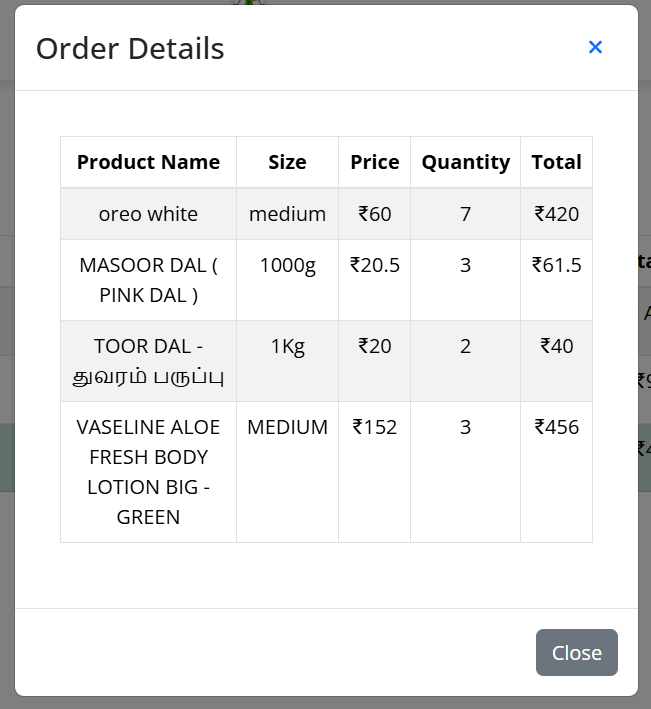 Order Details
Product Name Size Price Quantity Total
oreo white medium ₹60 7 ₹420
MASOOR DAL ( 1000g ₹20.5 3 ₹61.5
PINK DAL )
TOOR DAL - 1Kg ₹20 2 ₹40
துவரம் பருப்பு
VASELINE ALOE MEDIUM ₹152 3 ₹456
FRESH BODY
LOTION BIG -
GREEN
Close